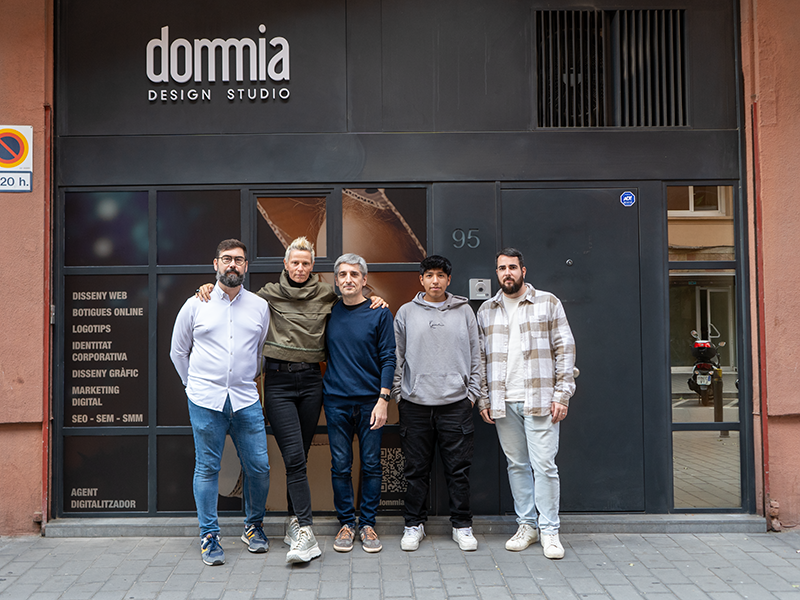 dommia
DESIGN STUDIO
20 h.
95
DISSENY WEB
BOTIGUES ONLINE
LOGOTIPS
IDENTITAT
CORPORATIVA
DISSENY GRÀFIC
MARKETING
DIGITAL
SEO - SEM - SMM
AGENT
DIGITALITZADOR
ADT